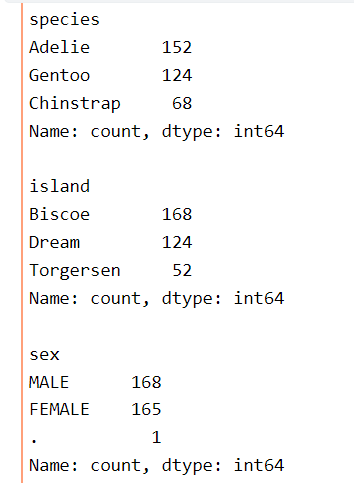 species
Adelie       152
Gentoo       124
Chinstrap     68
Name: count, dtype: int64

island
Biscoe       168
Dream        124
Torgersen     52
Name: count, dtype: int64

sex
MALE      168
FEMALE    165
.           1
Name: count, dtype: int64